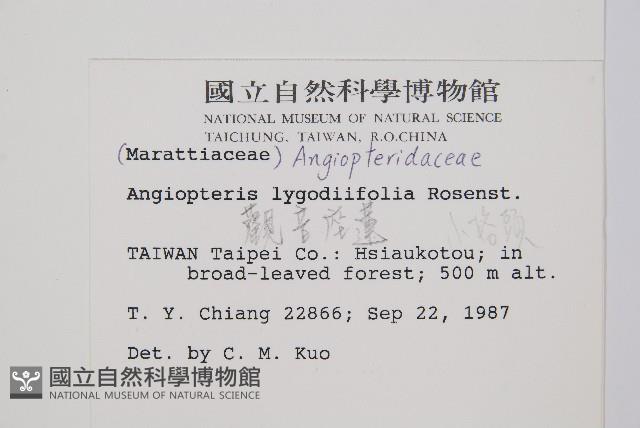 國立自然科學博物館
NATIONAL MUSEUM OF NATURAL SCIENCE
TAICHUNG, TAIWAN, R.O.CHINA
(Marattiaceae) Angiopteridaceae
Angiopteris lygodiifolia Rosenst.
觀音座蓮
TAIWAN Taipei Co.: Hsiaukotou; in
broad-leaved forest; 500 m alt.
T. Y. Chiang 22866; Sep 22, 1987
Det. by C. M. Kuo
國立自然科學博物館
NATIONAL MUSEUM OF NATURAL SCIENCE